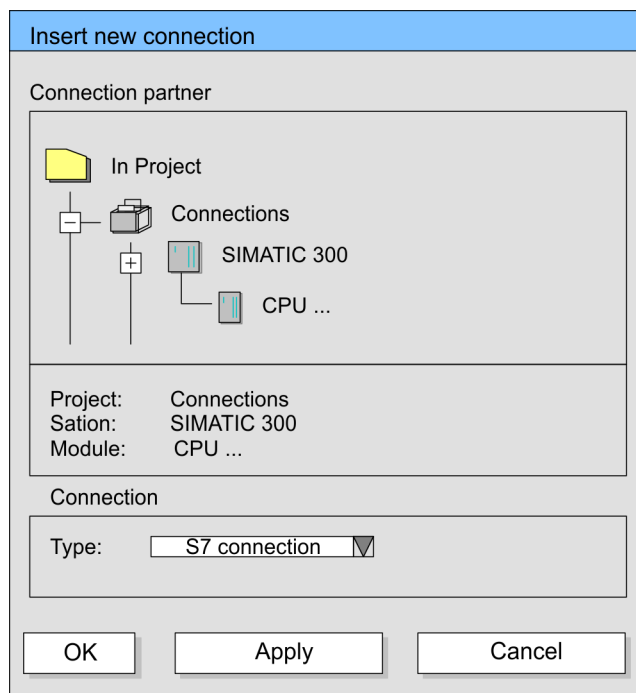 Insert new connection
Connection partner
In Project
Connections
SIMATIC 300
CPU ...
Project: Connections
Sation: SIMATIC 300
Module: CPU ...
Connection
Type: S7 connection
OK Apply Cancel